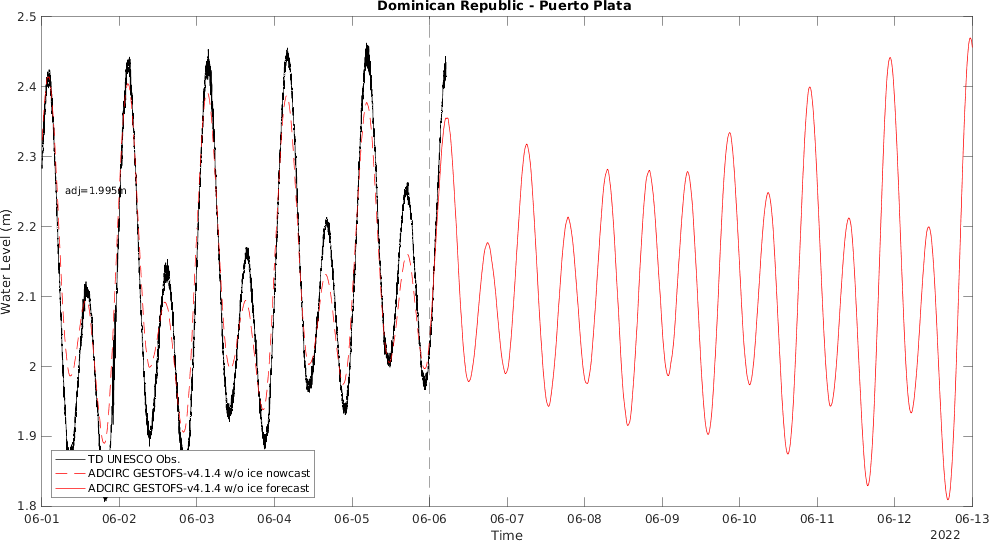 Dominican Republic - Puerto Plata
2.5
2.4
2.3
2.2
2.1
2
1.9
1.8
Water Level (m)
adj=1.995m
TD UNESCO Obs.
ADCIRC GESTOFS-v4.1.4 w/o ice nowcast
ADCIRC GESTOFS-v4.1.4 w/o ice forecast
06-01 06-02 06-03 06-04 06-05 06-06 06-07 06-08 06-09 06-10 06-11 06-12 06-13
Time
2022